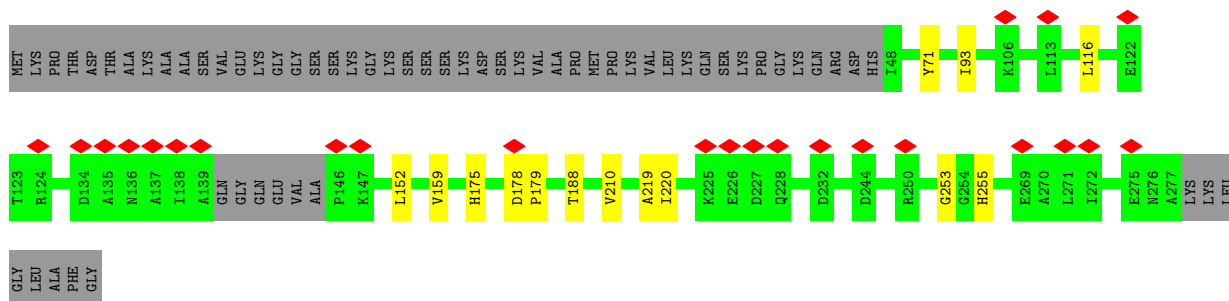 MET LYS PRO THR ASP THR ALA LYS ALA ALA SER VAL GLU LYS GLY GLY SER SER LYS GLY LYS SER SER SER LYS ASP SER LYS VAL ALA PRO MET PRO LYS VAL LEU LYS GLN SER LYS PRO GLY LYS GLN ARG ASP HIS I48 Y71 I93 K106 L113 L116 E122
T123 R124 D134 A135 N136 A137 I138 A139 GLN GLY GLN GLU VAL ALA P146 K147 L152 V159 H175 D178 P179 T188 V210 A219 I220 K225 E226 D227 Q228 D232 D244 R250 G253 G254 H255 E269 A270 L271 I272 E275 N276 A277 LYS LYS LEU
GLY LEU ALA PHE GLY